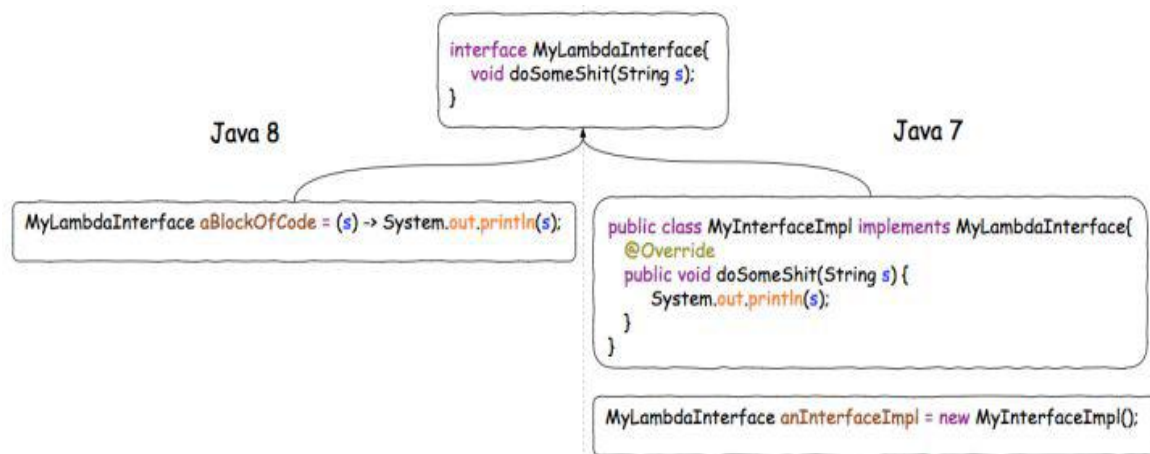 interface MyLambdaInterface{
void doSomeShit(String s);
}
Java 8
Java 7
MyLambdaInterface aBlockOfCode = (s) -> System.out.println(s);
public class MyInterfaceImpl implements MyLambdaInterface{
@Override
public void doSomeShit(String s) {
System.out.println(s);
}
}
MyLambdaInterface anInterfaceImpl = new MyInterfaceImpl();